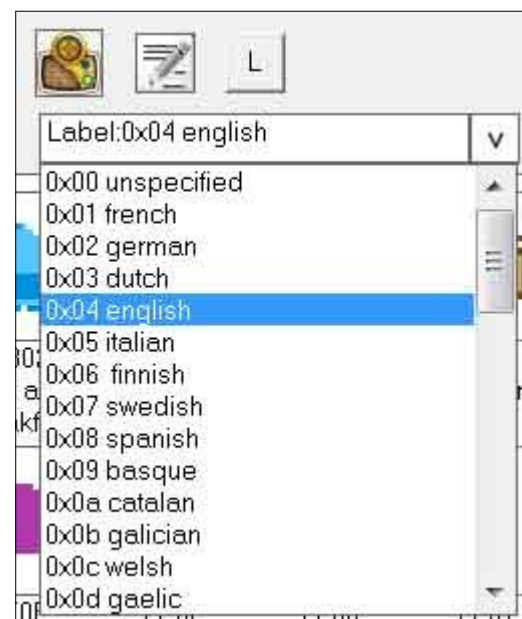 L
Label:0x04 english
v
0x00 unspecified
0x01 french
0x02 german
0x03 dutch
0x04 english
0x05 italian
0x06 finnish
0x07 swedish
0x08 spanish
0x09 basque
0x0a catalan
0x0b galician
0x0c welsh
0x0d gaelic